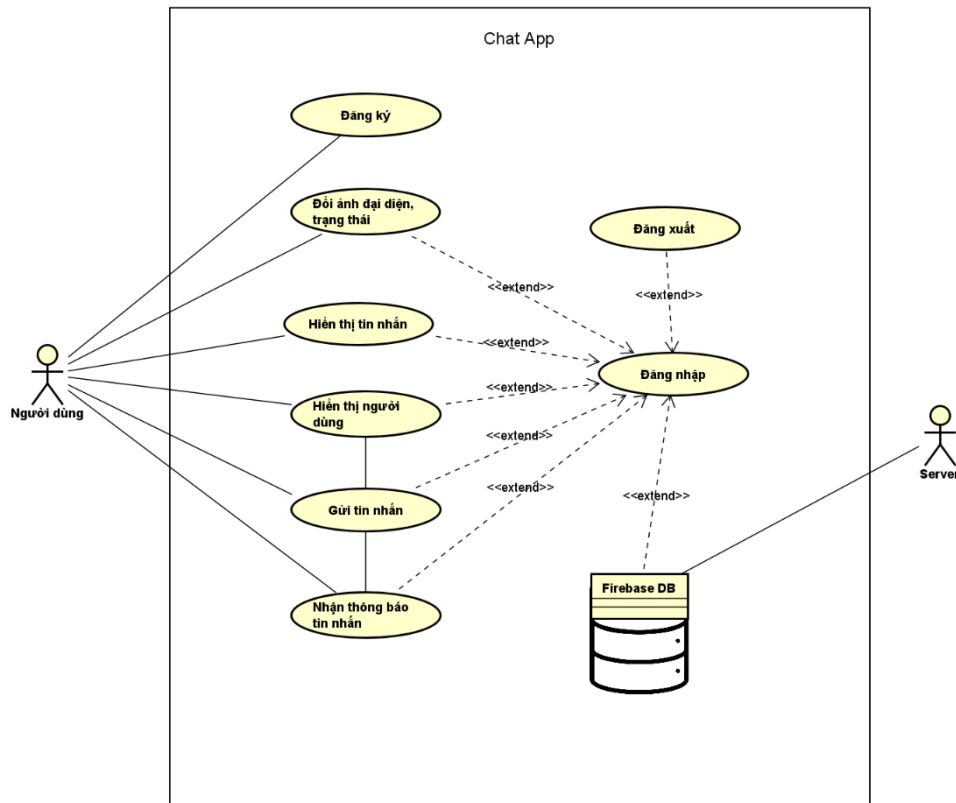 Chat App
Đăng ký
Đổi ảnh đại diện,
trạng thái
Đăng xuất
<<extend>>
<<extend>>
Hiển thị tin nhắn
<<extend>>
Đăng nhập
Người dùng
Hiển thị người
dùng
<<extend>>
<<extend>>
Server
Gửi tin nhắn
<<extend>>
<<extend>>
Firebase DB
Nhận thông báo
tin nhắn